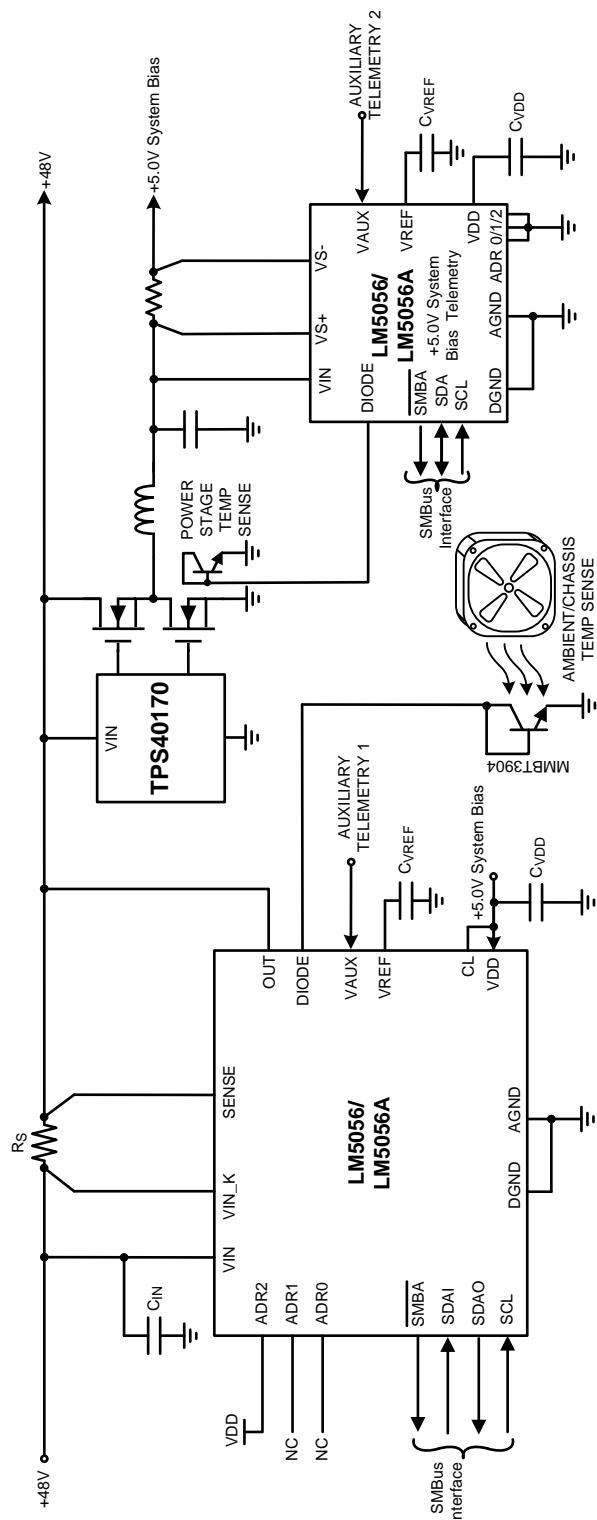 +48V
RS
CIN
VIN
VIN_K
SENSE
ADR2
ADR1
ADR0
VDD
NC
NC
LM5056/
LM5056A
OUT
DIODE
VAUX
VREF
CL
VDD
AUXILIARY
TELEMETRY 1
CVREF
+5.0V System Bias
CVDD
SMBA
SDAI
SDAO
SCL
SMBus
Interface
DGND
AGND
VIN
TPS40170
POWER
STAGE
TEMP
SENSE
MMBT3904
AMBIENT/CHASSIS
TEMP SENSE
+48V
+5.0V System Bias
VIN
VS+
VS-
DIODE
LM5056/
LM5056A
+5.0V System
Bias Telemetry
SMBA
SDA
SCL
SMBus
Interface
VAUX
VREF
VDD
DGND
AGND
ADR 0/1/2
AUXILIARY
TELEMETRY 2
CVREF
CVDD